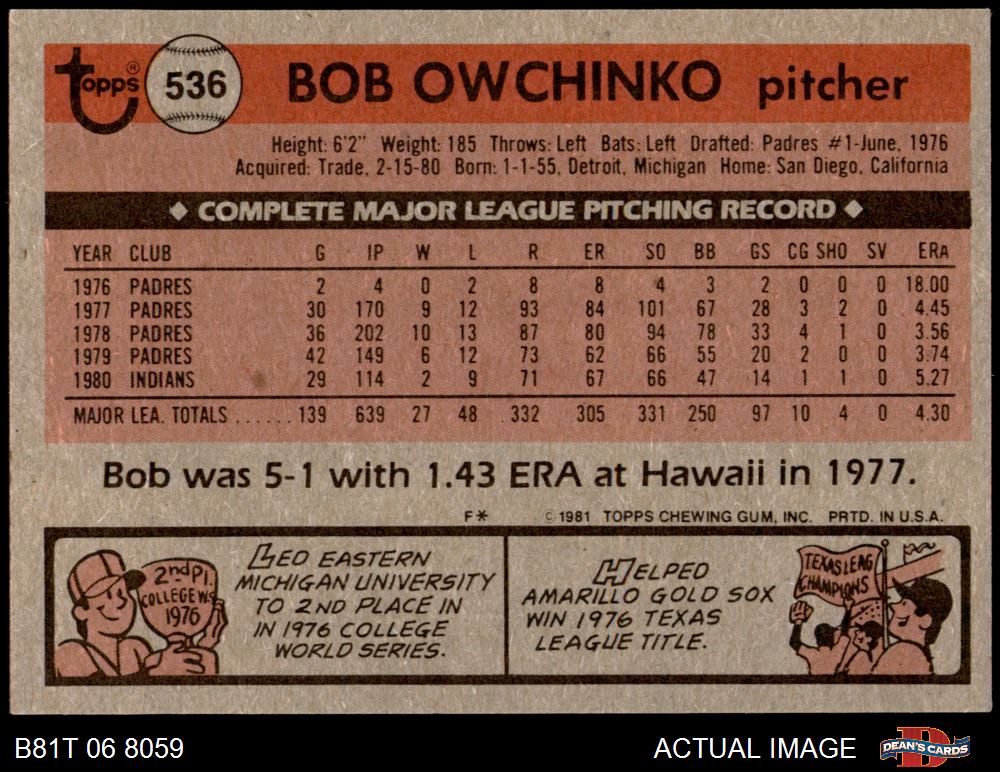 Topps® 536 BOB OWCHINKO pitcher
Height: 6'2" Weight: 185 Throws: Left Bats: Left Drafted: Padres #1-June, 1976
Acquired: Trade, 2-15-80 Born: 1-1-55, Detroit, Michigan Home: San Diego, California
◆ COMPLETE MAJOR LEAGUE PITCHING RECORD ◆
YEAR CLUB G IP W L R ER SO BB GS CG SHO SV ERA
1976 PADRES 2 4 0 2 8 8 4 3 2 0 0 0 18.00
1977 PADRES 30 170 9 12 93 84 101 67 28 3 2 0 4.45
1978 PADRES 36 202 10 13 87 80 94 78 33 4 1 0 3.56
1979 PADRES 42 149 6 12 73 62 66 55 20 2 0 0 3.74
1980 INDIANS 29 114 2 9 71 67 66 47 14 1 1 0 5.27
MAJOR LEA. TOTALS ...... 139 639 27 48 332 305 331 250 97 10 4 0 4.30
Bob was 5-1 with 1.43 ERA at Hawaii in 1977.
F* © 1981 TOPPS CHEWING GUM, INC. PRTD. IN U.S.A.
2nd Pl.
COLLEGE W.S.
1976
LED EASTERN
MICHIGAN UNIVERSITY
TO 2ND PLACE IN
IN 1976 COLLEGE
WORLD SERIES.
HELPED
AMARILLO GOLD SOX
WIN 1976 TEXAS
LEAGUE TITLE.
TEXAS LEAG
CHAMPIONS
B81T 06 8059 ACTUAL IMAGE DEAN'S CARDS